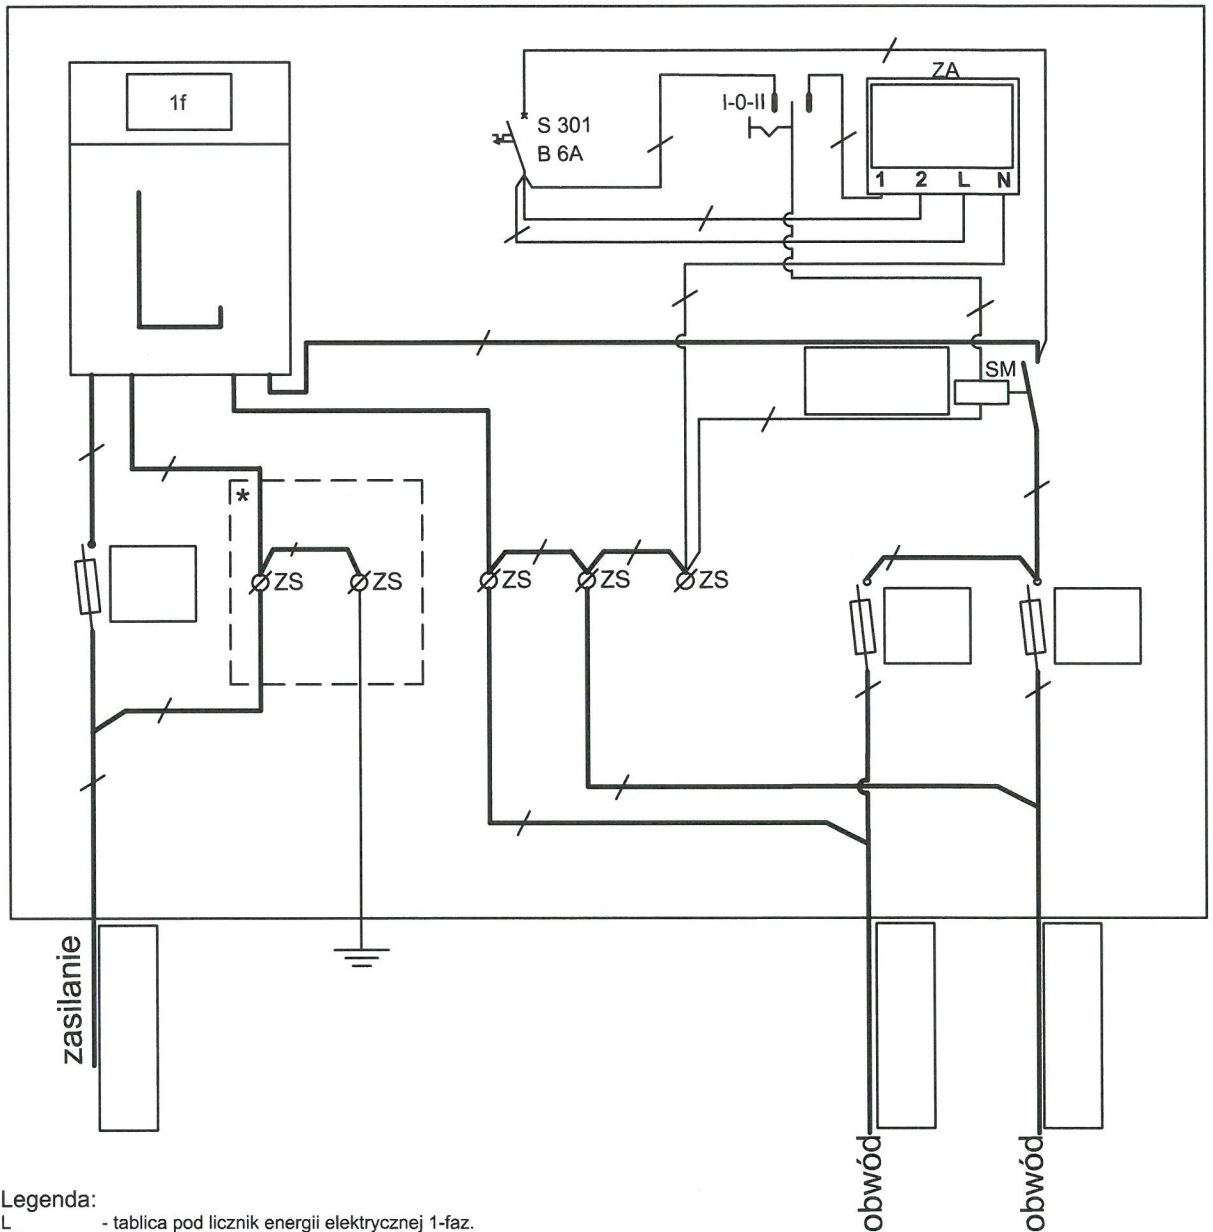 ZA
1f
I-0-II
S 301
B 6A
1 2 L N
SM
*
ZS
ZS
ZS
ZS
ZS
zasilanie
obwód
obwód
Legenda:
L - tablica pod licznik energii elektrycznej 1-faz.